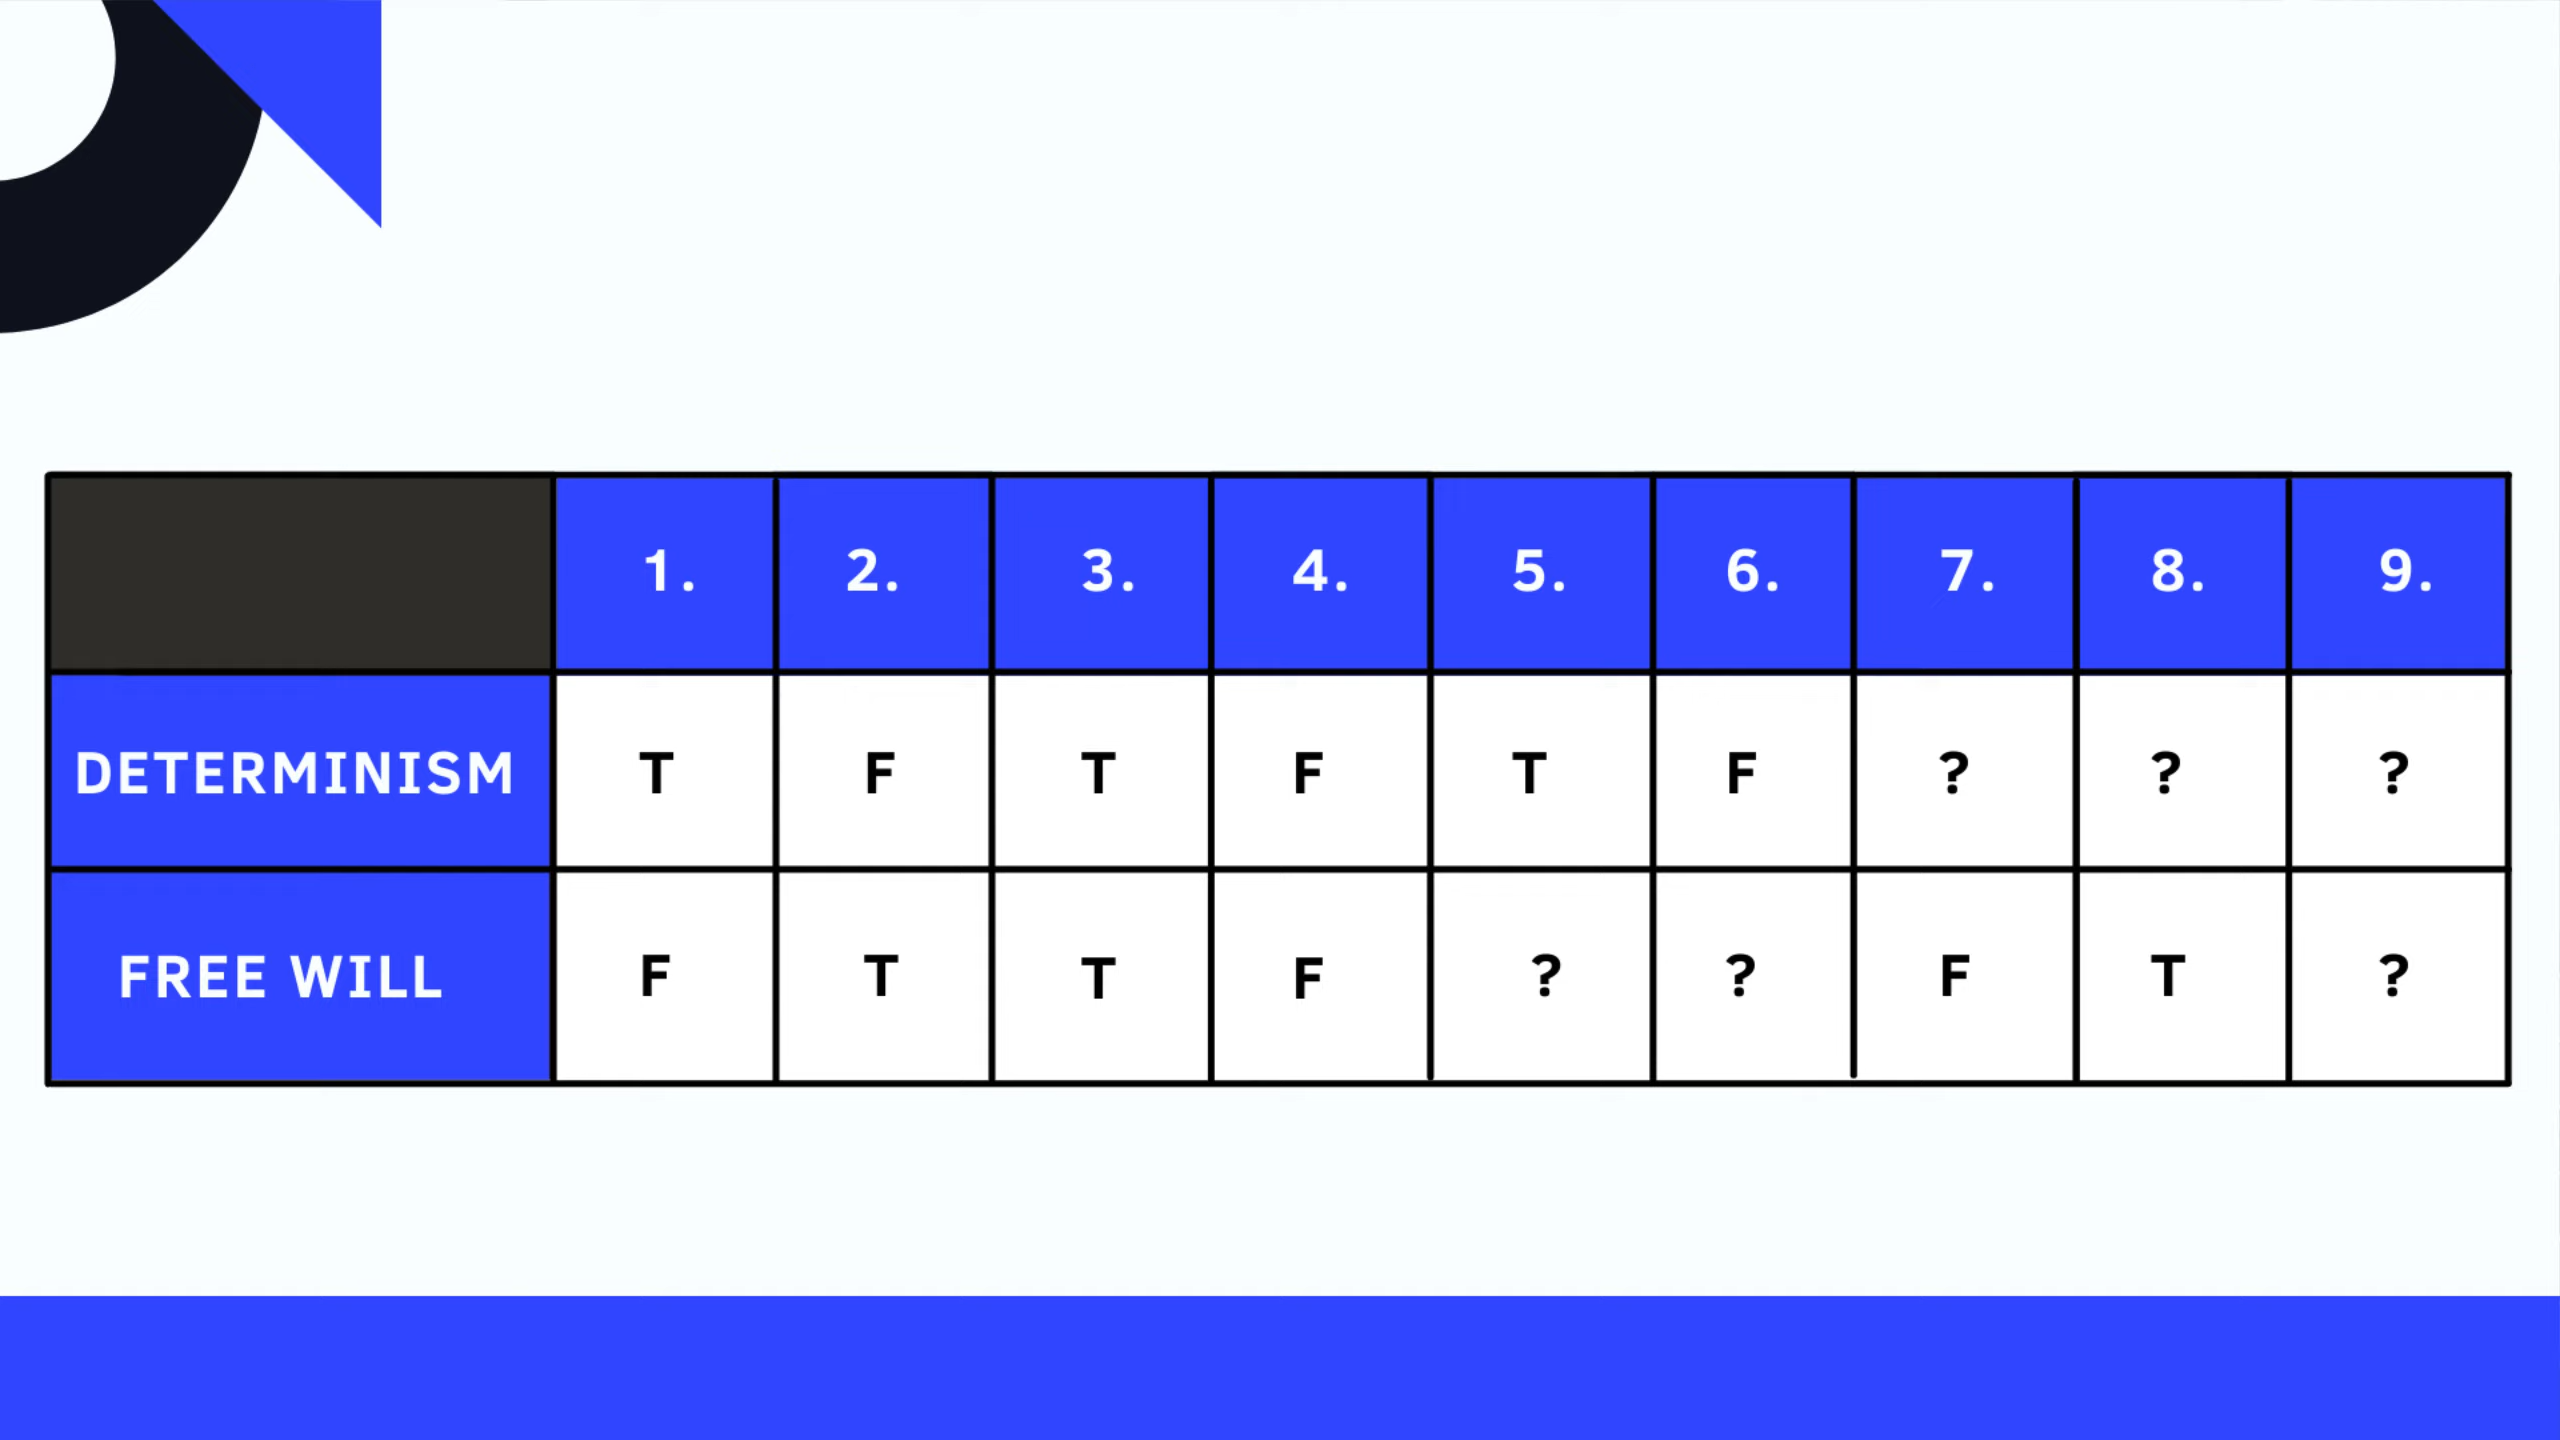 1. 2. 3. 4. 5. 6. 7. 8. 9.
DETERMINISM T F T F T F ? ? ?
FREE WILL F T T F ? ? F T ?